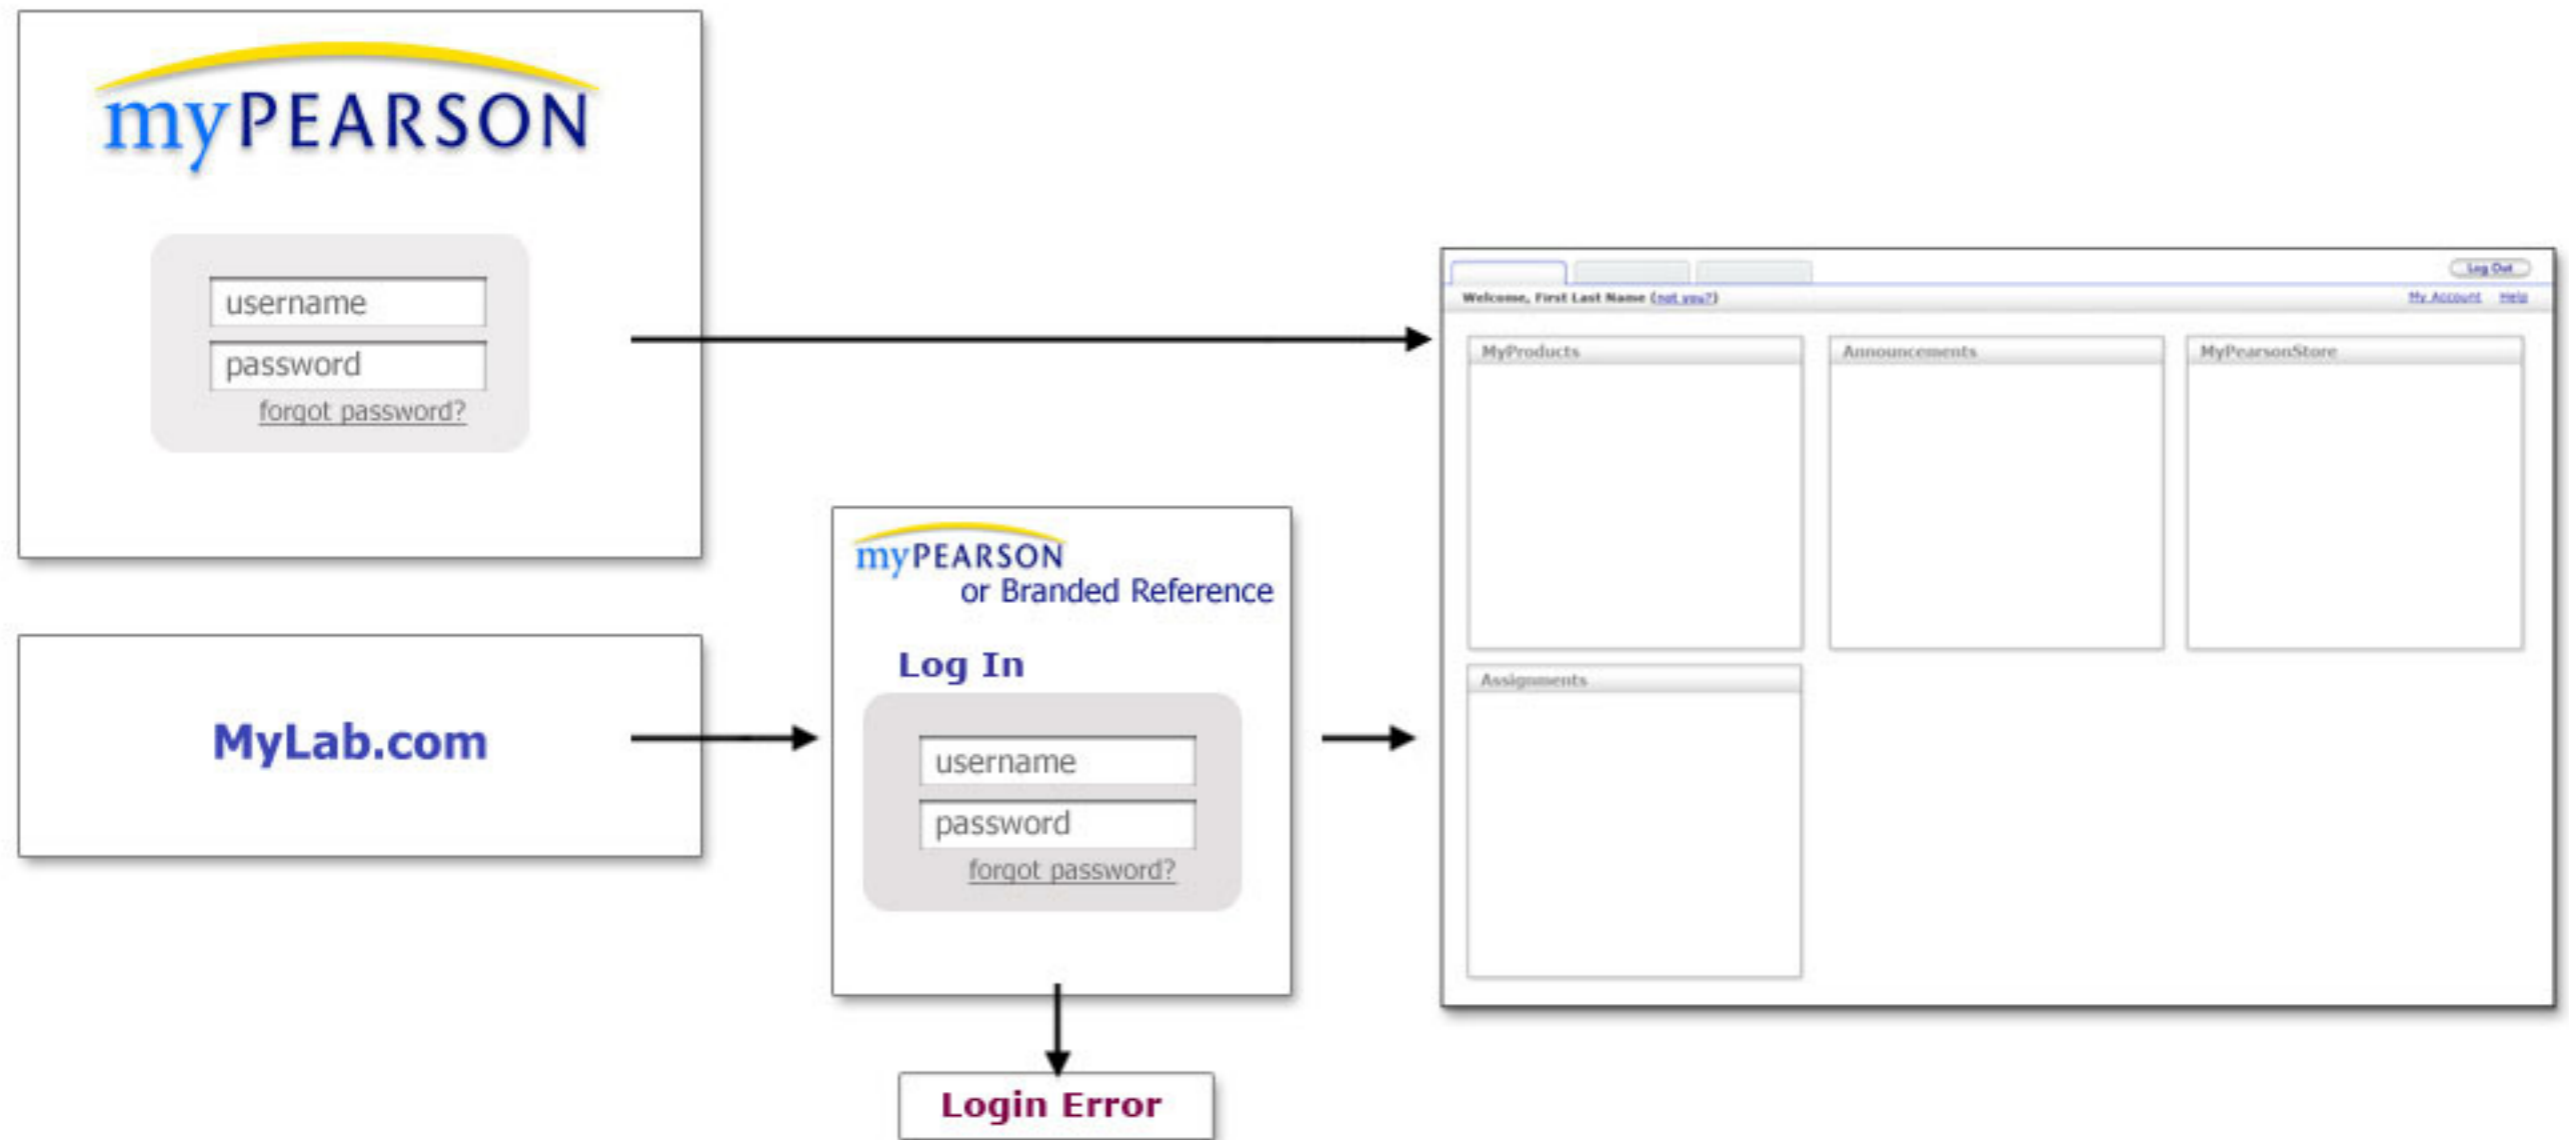 myPEARSON
username
password
forgot password?
MyLab.com
myPEARSON
or Branded Reference
Log In
username
password
forgot password?
Login Error
Log Out
Welcome, First Last Name (not you?)
My Account Help
MyProducts
Announcements
MyPearsonStore
Assignments